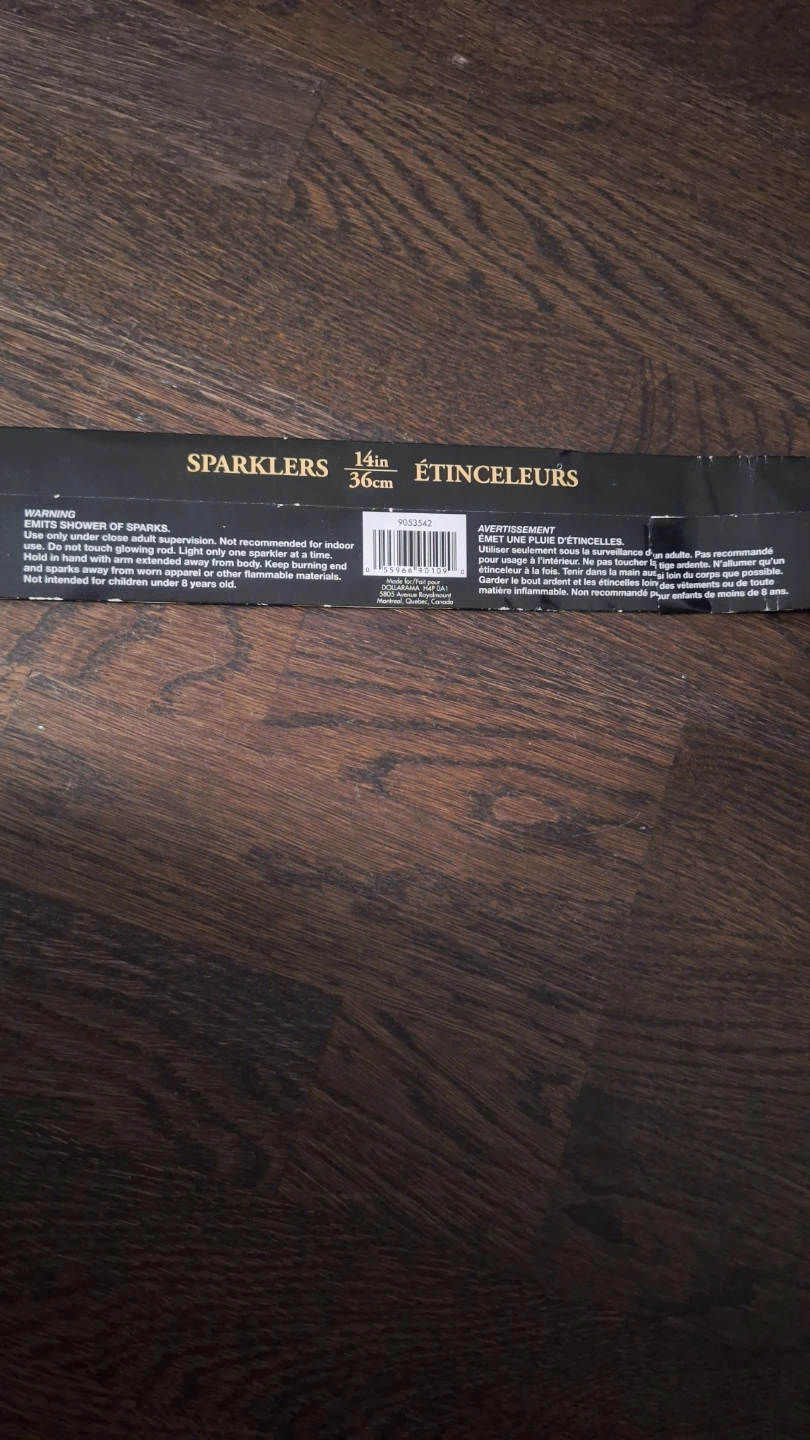 SPARKLERS 14in ÉTINCELEURS
36cm
WARNING
EMITS SHOWER OF SPARKS.
Use only under close adult supervision. Not recommended for indoor
use. Do not touch glowing rod. Light only one sparkler at a time.
Hold in hand with arm extended away from body. Keep burning end
and sparks away from worn apparel or other flammable materials.
Not intended for children under 8 years old.
9053542
0 55966 90109 0
Made for/Fait pour
DOLLARAMA H4P 0A1
5805 Avenue Royalmount
Montreal, Quebec, Canada
AVERTISSEMENT
ÉMET UNE PLUIE D'ÉTINCELLES.
Utiliser seulement sous la surveillance d'un adulte. Pas recommandé
pour usage à l'intérieur. Ne pas toucher la tige ardente. N'allumer qu'un
étinceleur à la fois. Tenir dans la main aussi loin du corps que possible.
Garder le bout ardent et les étincelles loin des vêtements ou de toute
matière inflammable. Non recommandé pour enfants de moins de 8 ans.